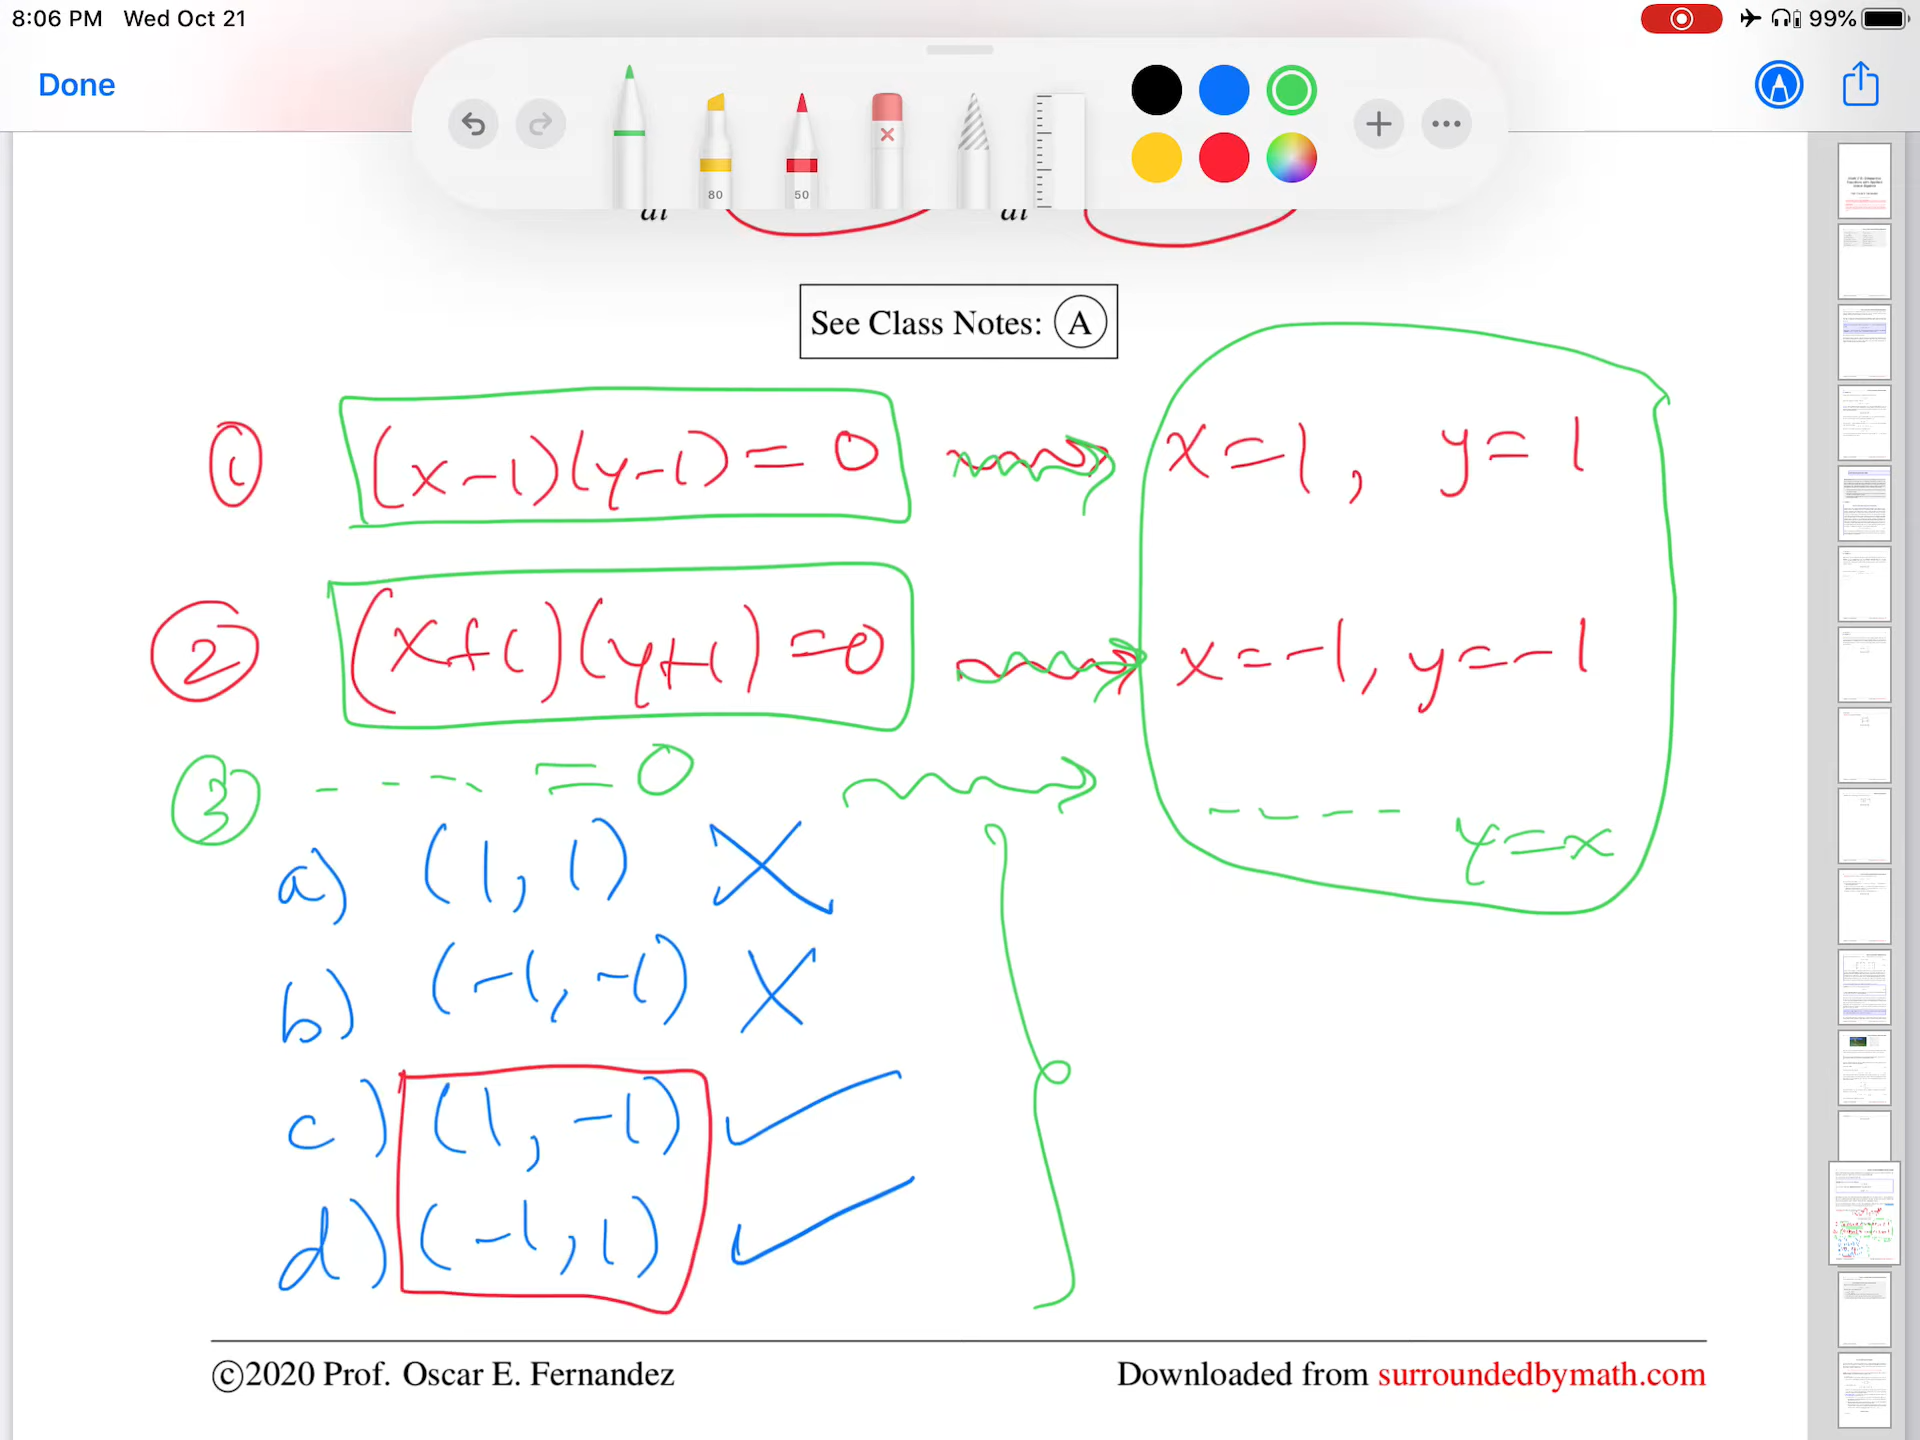 8:06 PM Wed Oct 21
99%
Done
80
50
dt dt
See Class Notes: Ⓐ
① (x-1)(y-1)=0 x=1, y=1
② (x+1)(y+1)=0 x=-1, y=-1
③ - - - - =0 - - - - y=x
a) (1, 1) X
b) (-1, -1) X
c) (1, -1) ✓
d) (-1, 1) ✓
©2020 Prof. Oscar E. Fernandez
Downloaded from surroundedbymath.com